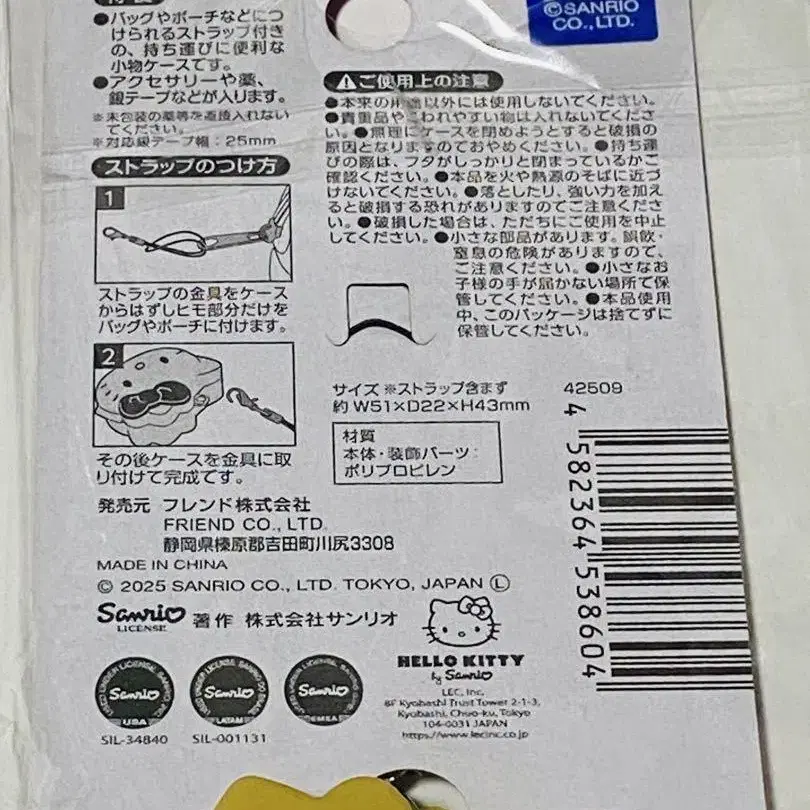 ●バッグやポーチなどにつ
けられるストラップ付き
の、持ち運びに便利な
小物ケースです。
●アクセサリーや薬、
銀テープなどが入ります。
※未包装の薬等を直接入れない
でください。
※対応銀テープ幅：25mm
ストラップのつけ方
1
ストラップの金具をケース
からはずしヒモ部分だけを
バッグやポーチに付けます。
2
その後ケースを金具に取
り付けて完成です。
©SANRIO
CO., LTD.
ご使用上の注意
●本来の用途以外には使用しないでください。
●貴重品やこわれやすい物は入れないでくださ
い。●無理にケースを閉めようとすると破損の
原因となりますのでおやめください。●持ち運
びの際は、フタがしっかりと閉まっているかご
確認ください。●本品を火や熱源のそばに近づ
けないでください。●落としたり、強い力を加え
ると破損する恐れがありますのでご注意くださ
い。●破損した場合は、ただちにご使用を中止
してください。●小さな部品があります。誤飲・
窒息の危険がありますので、
ご注意ください。●小さなお
子様の手が届かない場所で保
管してください。●本品使用
中、このパッケージは捨てずに
保管してください。
サイズ ※ストラップ含まず
約 W51×D22×H43mm
材質
本体・装飾パーツ：
ポリプロピレン
42509
4 582364 538604
発売元 フレンド株式会社
FRIEND CO., LTD.
静岡県榛原郡吉田町川尻3308
MADE IN CHINA
© 2025 SANRIO CO., LTD. TOKYO, JAPAN Ⓛ
Sanrio
LICENSE
著作 株式会社サンリオ
HELLO KITTY
by Sanrio
LEC, Inc.
8F Kyobashi Trust Tower 2-1-3,
Kyobashi, Chuo-ku, Tokyo
104-0031 JAPAN
https://www.lecinc.co.jp
Sanrio
USA
SIL-34840
Sanrio
LATAM
SIL-001131
Sanrio
EMEA